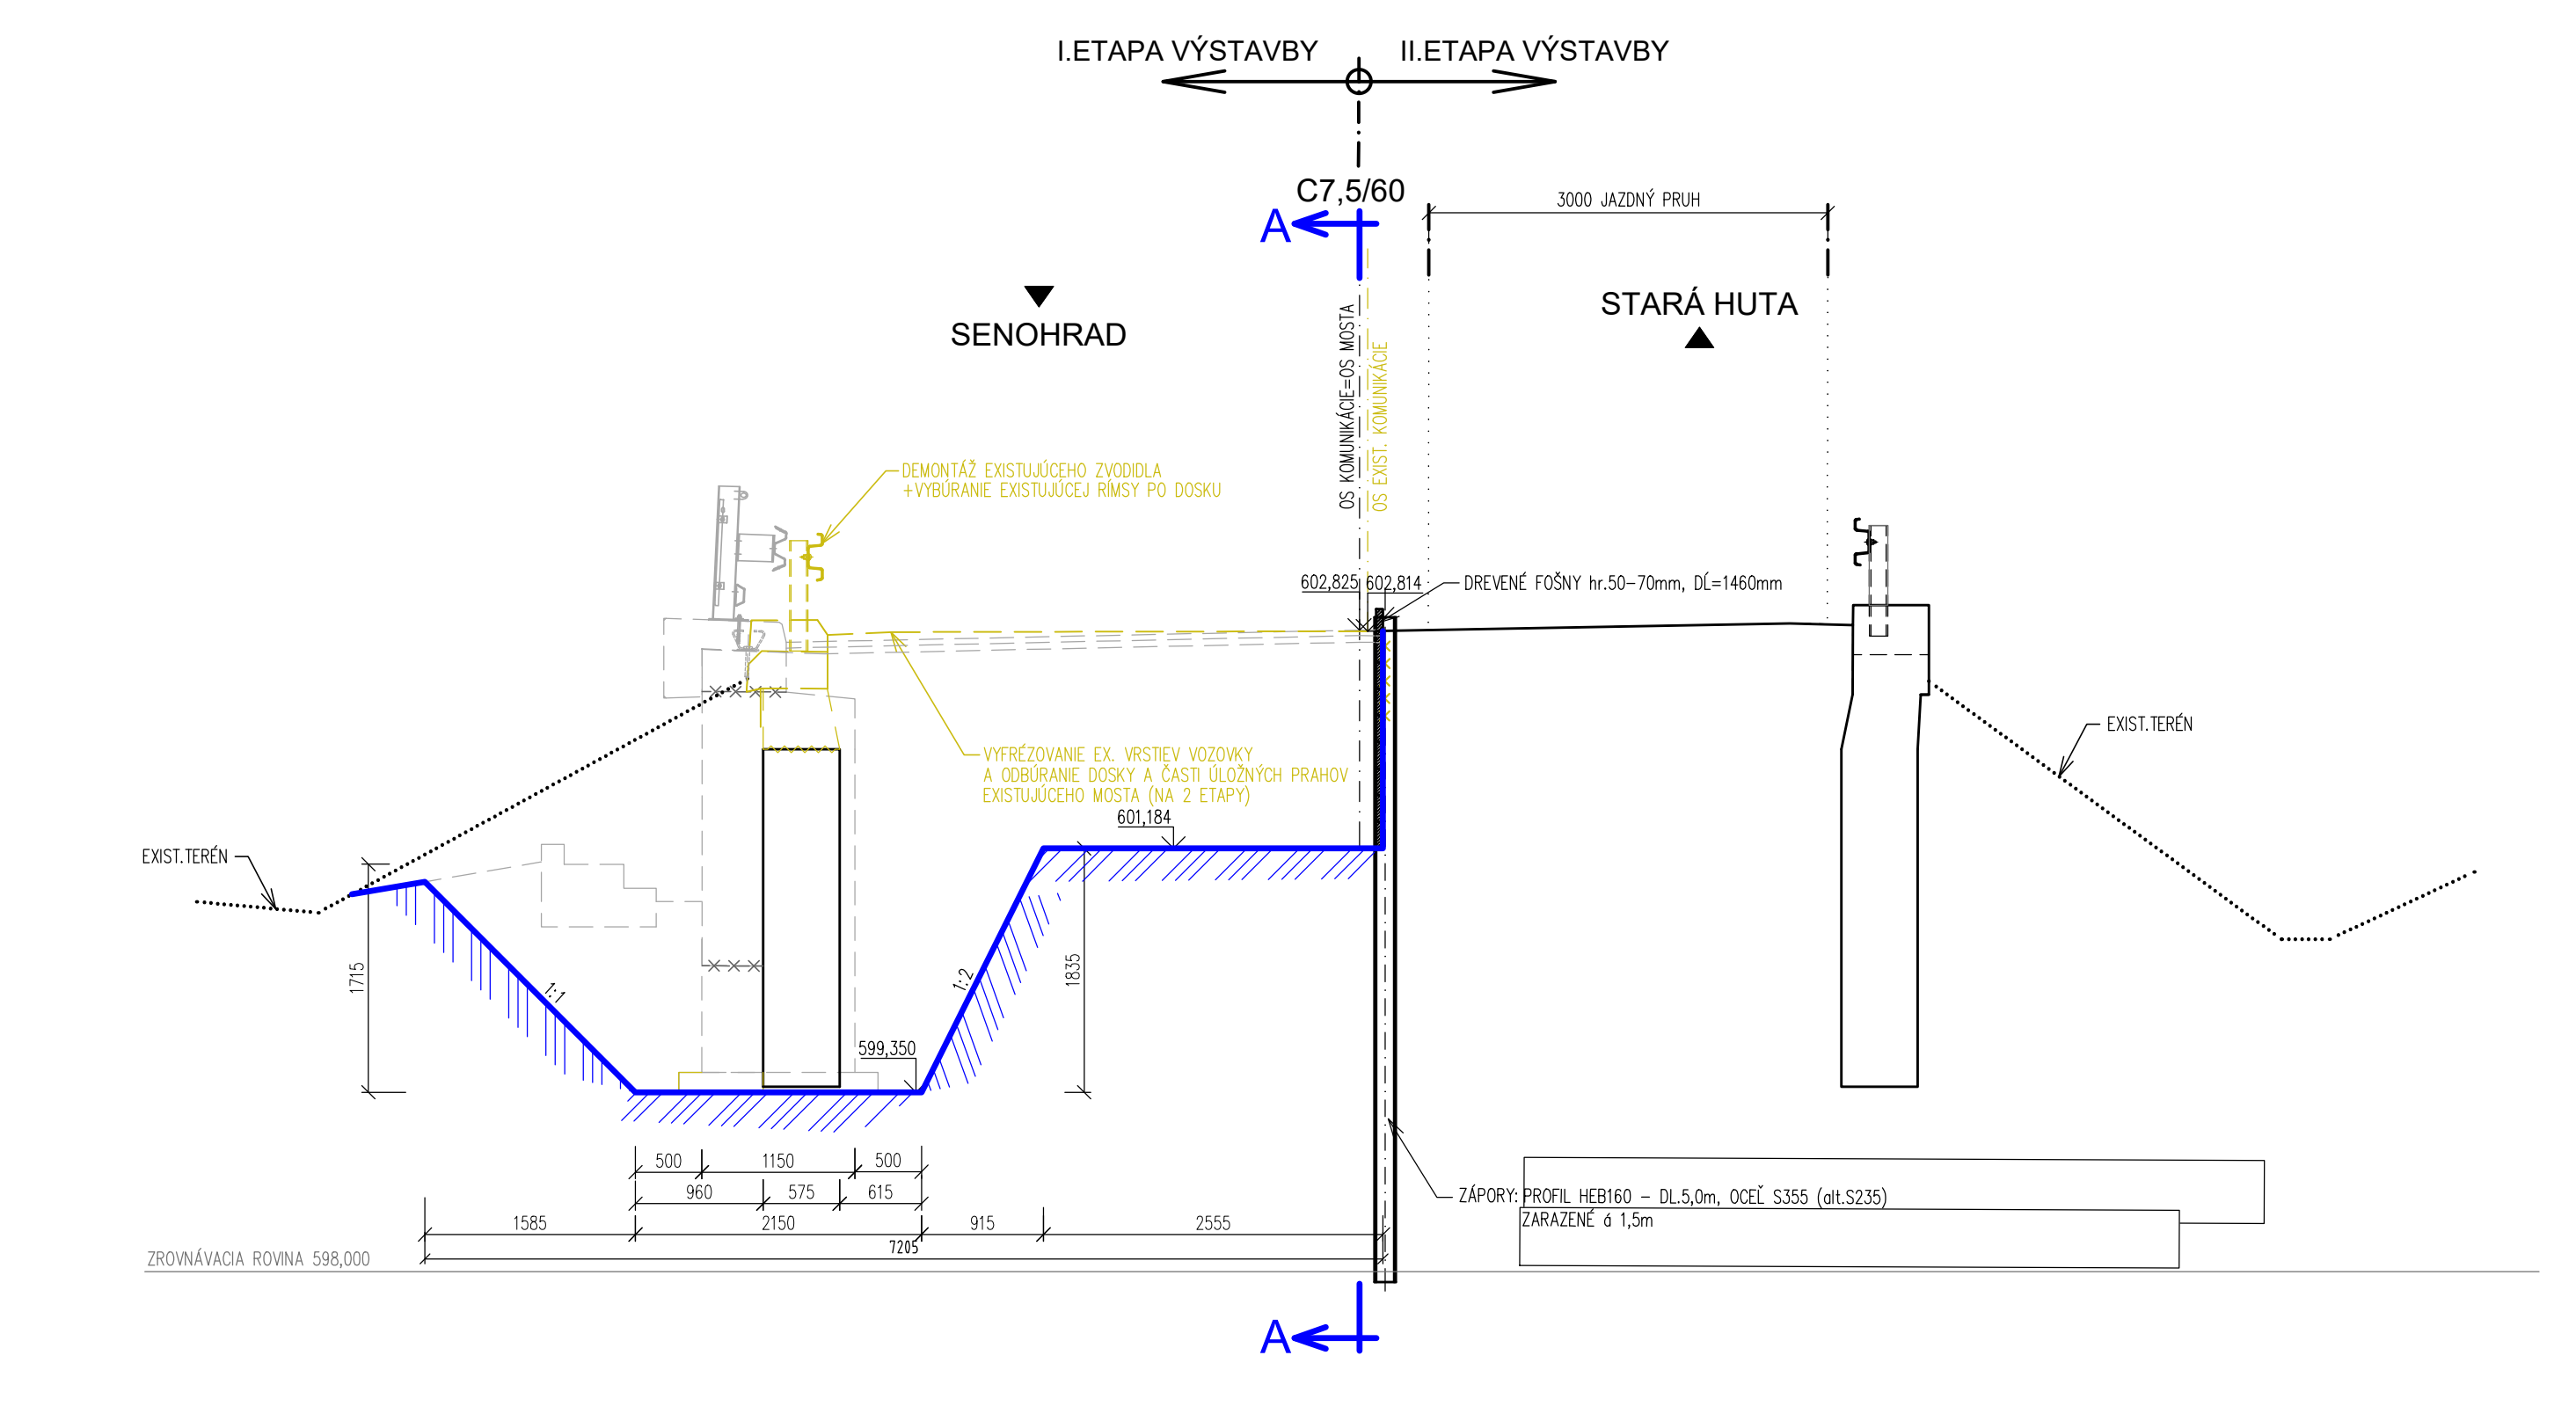 I.ETAPA VÝSTAVBY
II.ETAPA VÝSTAVBY
C7,5/60
A
3000 JAZDNÝ PRUH
SENOHRAD
STARÁ HUTA
OS KOMUNIKÁCIE=OS MOSTA
OS EXIST. KOMUNIKÁCIE
DEMONTÁŽ EXISTUJÚCEHO ZVODIDLA
+VYBÚRANIE EXISTUJÚCEJ RÍMSY PO DOSKU
602,825
602,814
DREVENÉ FOŠNY hr.50-70mm, DĹ=1460mm
EXIST.TERÉN
VYFRÉZOVANIE EX. VRSTIEV VOZOVKY
A ODBÚRANIE DOSKY A ČASTI ÚLOŽNÝCH PRAHOV
EXISTUJÚCEHO MOSTA (NA 2 ETAPY)
601,184
EXIST.TERÉN
1715
1:1
1:2
1835
599,350
500
1150
500
960
575
615
ZÁPORY: PROFIL HEB160 - DL.5,0m, OCEĽ S355 (alt.S235)
ZARAZENÉ á 1,5m
1585
2150
915
2555
7205
ZROVNÁVACIA ROVINA 598,000
A